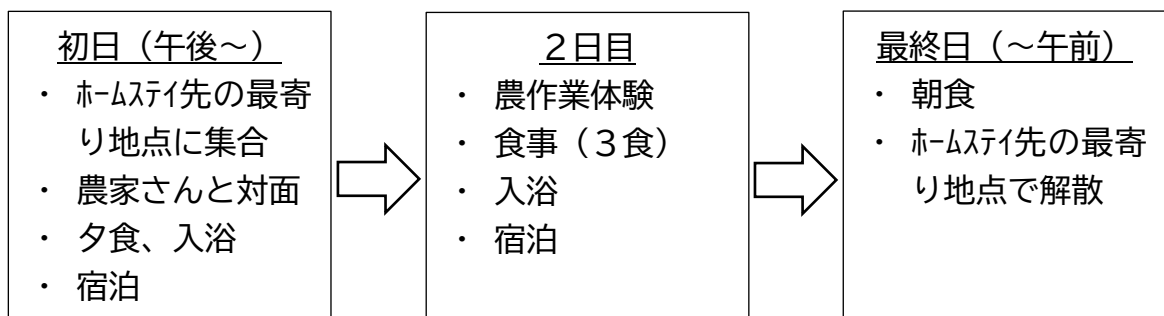 初日（午後～）
・ ﾎｰﾑｽﾃｲ先の最寄
り地点に集合
・ 農家さんと対面
・ 夕食、入浴
・ 宿泊
２日目
・ 農作業体験
・ 食事（３食）
・ 入浴
・ 宿泊
最終日（～午前）
・ 朝食
・ ﾎｰﾑｽﾃｲ先の最寄
り地点で解散